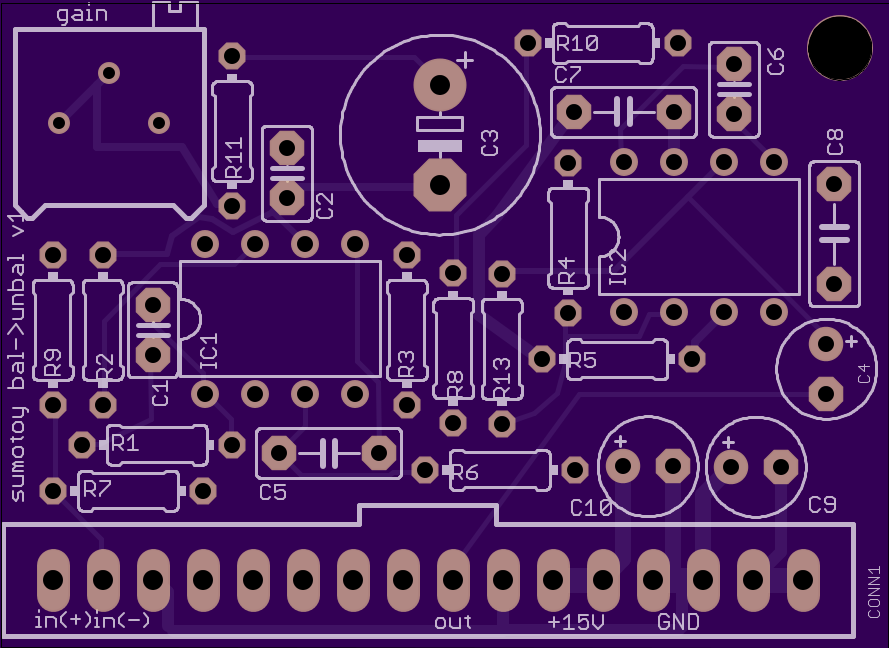 gain
R10
C7
C6
C3
R11
C2
C8
R4
IC2
sumotoy bal->unbal v1
R9
R2
C1
IC1
R3
R8
R13
R5
C4
R1
R7
C5
R6
C10
C9
CONN1
in(+)in(-)
out
+15V
GND